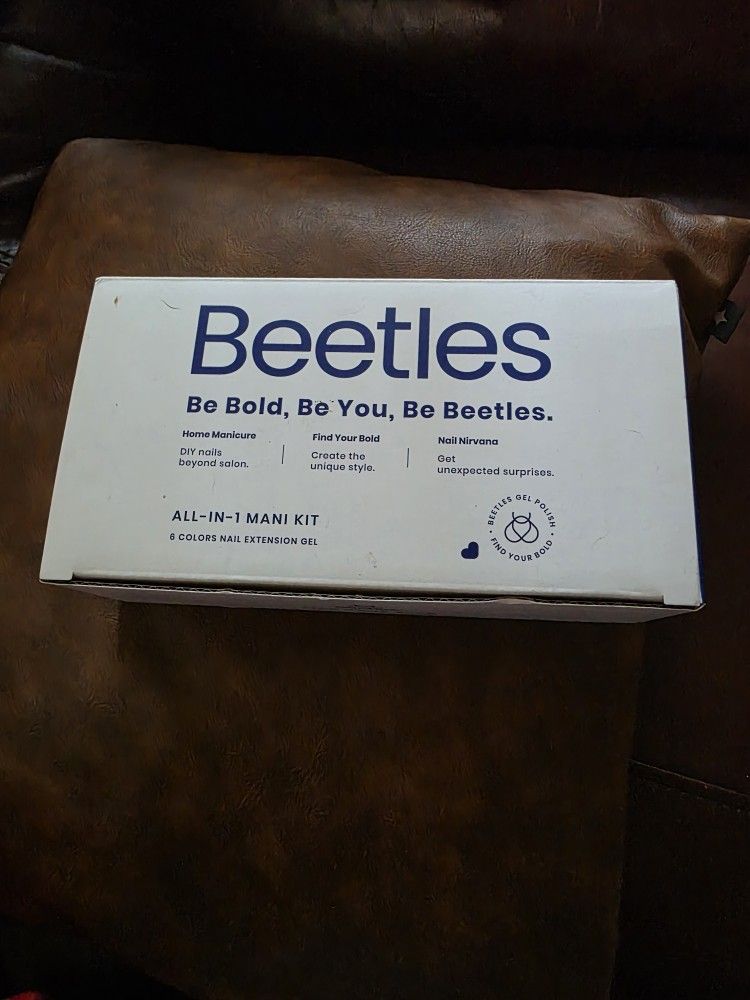 Beetles
Be Bold, Be You, Be Beetles.
Home Manicure
DIY nails
beyond salon.
Find Your Bold
Create the
unique style.
Nail Nirvana
Get
unexpected surprises.
ALL-IN-1 MANI KIT
6 COLORS NAIL EXTENSION GEL
BEETLES GEL POLISH
FIND YOUR BOLD